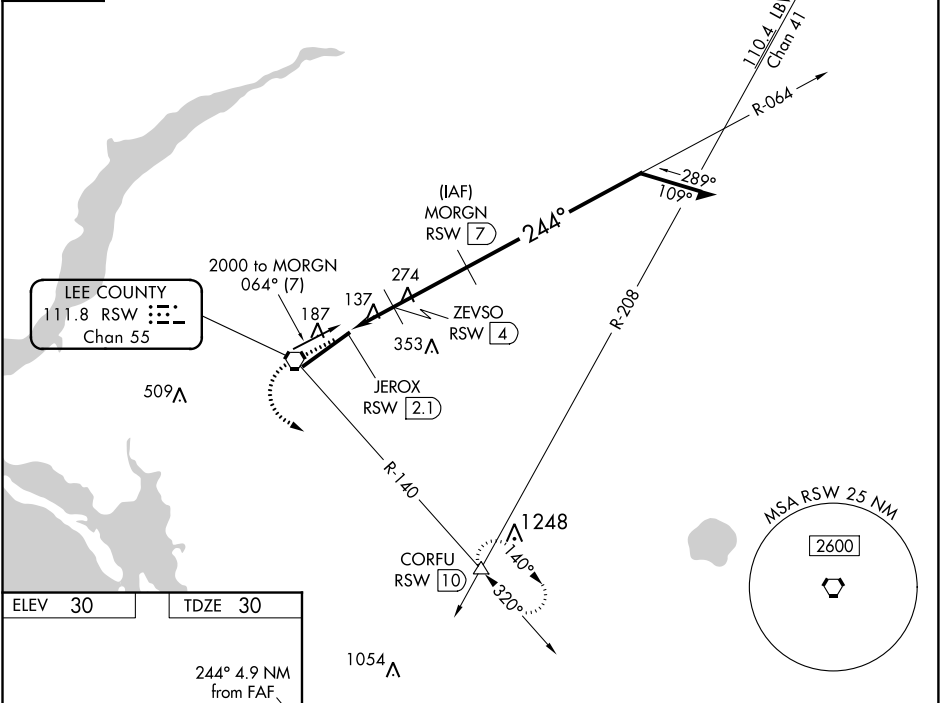 110.4 LBV
Chan 41
R-064
289°
109°
(IAF)
MORGN
RSW 7
244°
2000 to MORGN
064° (7)
274
137
187
LEE COUNTY
111.8 RSW
Chan 55
ZEVSO
RSW 4
353
R-208
509
JEROX
RSW 2.1
R-140
1248
MSA RSW 25 NM
2600
CORFU
RSW 10
140°
320°
ELEV 30
TDZE 30
1054
244° 4.9 NM
from FAF